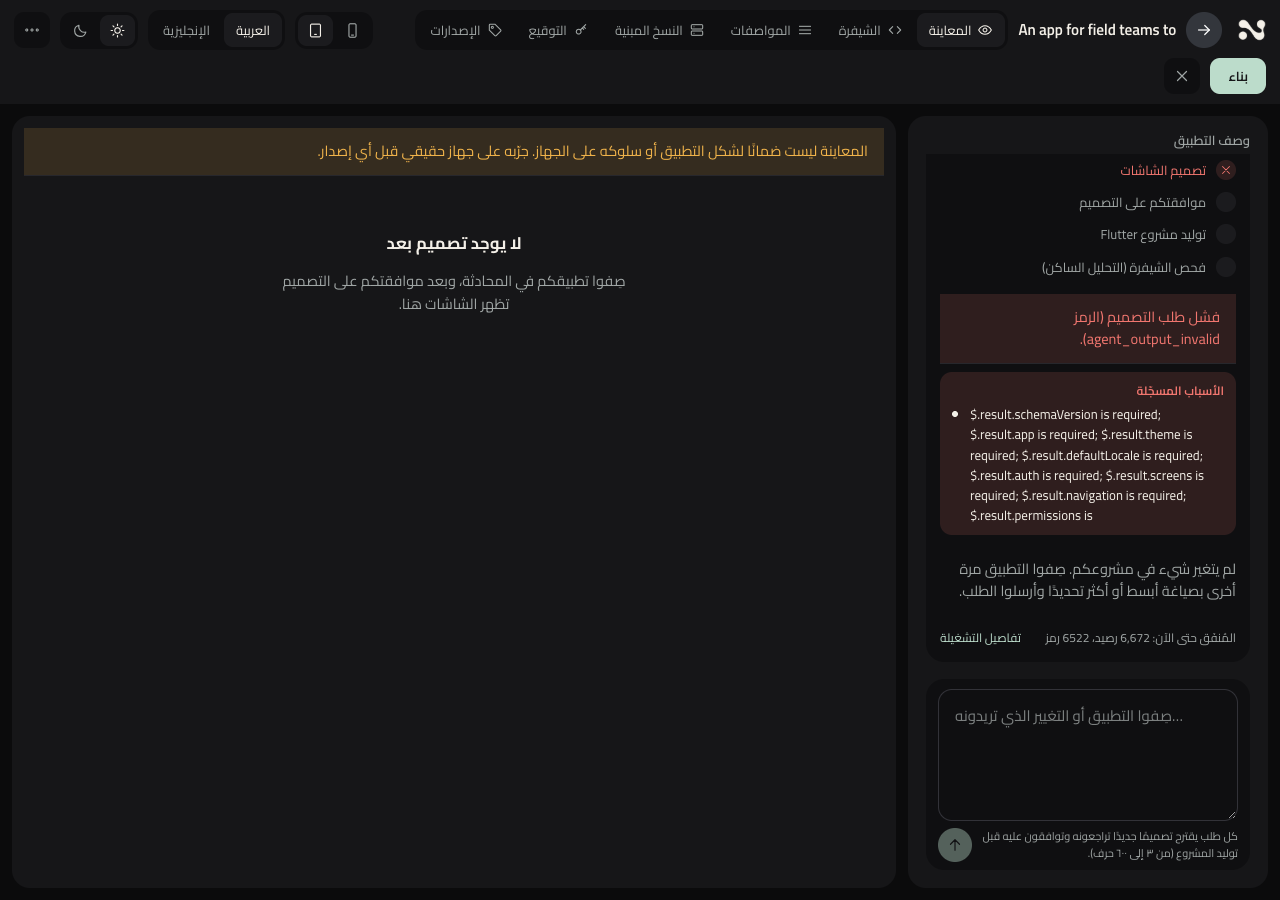 An app for field teams to
المعاينة
الشيفرة
المواصفات
النسخ المبنية
التوقيع
الإصدارات
العربية
الإنجليزية
بناء
وصف التطبيق
تصميم الشاشات
موافقتكم على التصميم
توليد مشروع Flutter
فحص الشيفرة (التحليل الساكن)
فشل طلب التصميم (الرمز
agent_output_invalid).
الأسباب المسجّلة
$.result.schemaVersion is required;
$.result.app is required; $.result.theme is
required; $.result.defaultLocale is required;
$.result.auth is required; $.result.screens is
required; $.result.navigation is required;
$.result.permissions is
لم يتغير شيء في مشروعكم. صِفوا التطبيق مرة
أخرى بصياغة أبسط أو أكثر تحديدًا وأرسلوا الطلب.
المُنفَق حتى الآن: 6,672 رصيد، 6522 رمز
تفاصيل التشغيلة
صِفوا التطبيق أو التغيير الذي تريدونه...
كل طلب يقترح تصميمًا جديدًا تراجعونه وتوافقون عليه قبل
توليد المشروع (من ٣ إلى ٦٠٠ حرف).
المعاينة ليست ضمانًا لشكل التطبيق أو سلوكه على الجهاز. جرّبه على جهاز حقيقي قبل أي إصدار.
لا يوجد تصميم بعد
صِفوا تطبيقكم في المحادثة، وبعد موافقتكم على التصميم
تظهر الشاشات هنا.